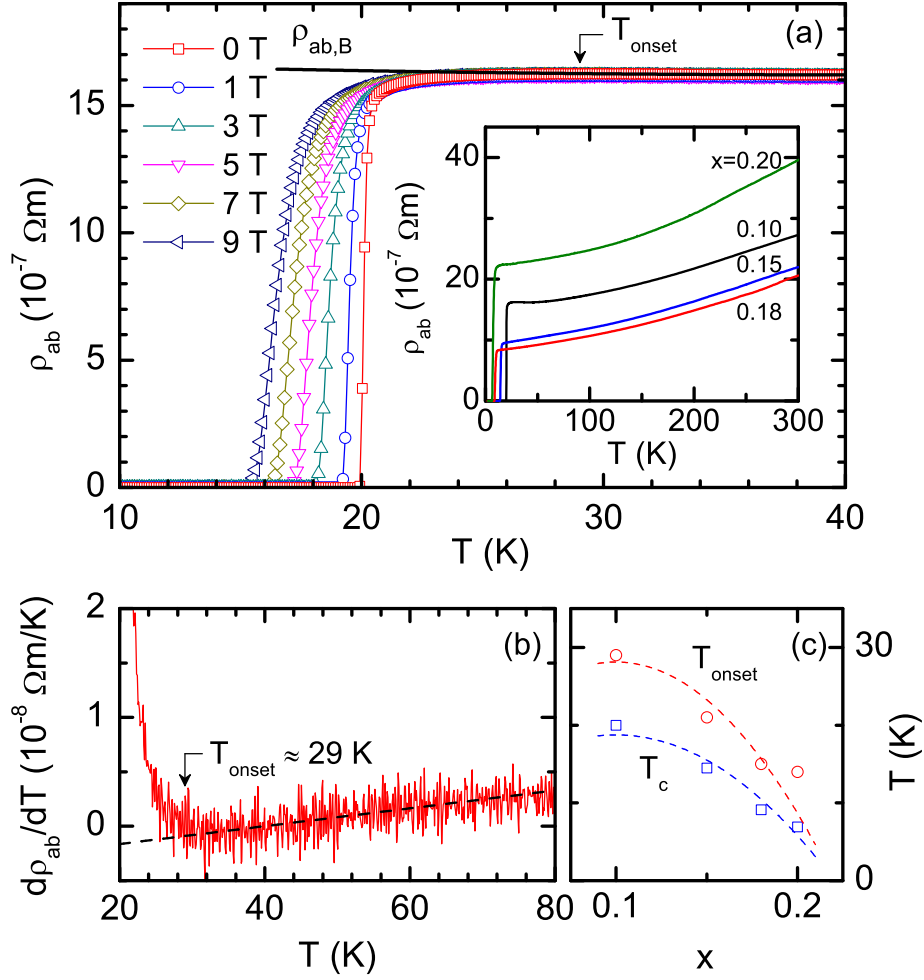 ρab,B
Tonset
(a)
0 T
1 T
3 T
5 T
7 T
9 T
15
10
5
0
ρab (10-7 Ωm)
10 20 30 40
T (K)
40
20
0
ρab (10-7 Ωm)
x=0.20
0.10
0.15
0.18
0 100 200 300
T (K)
2
1
0
dρab/dT (10-8 Ωm/K)
(b)
Tonset ≈ 29 K
20 40 60 80
T (K)
(c)
Tonset
Tc
30
0
T (K)
0.1 0.2
x